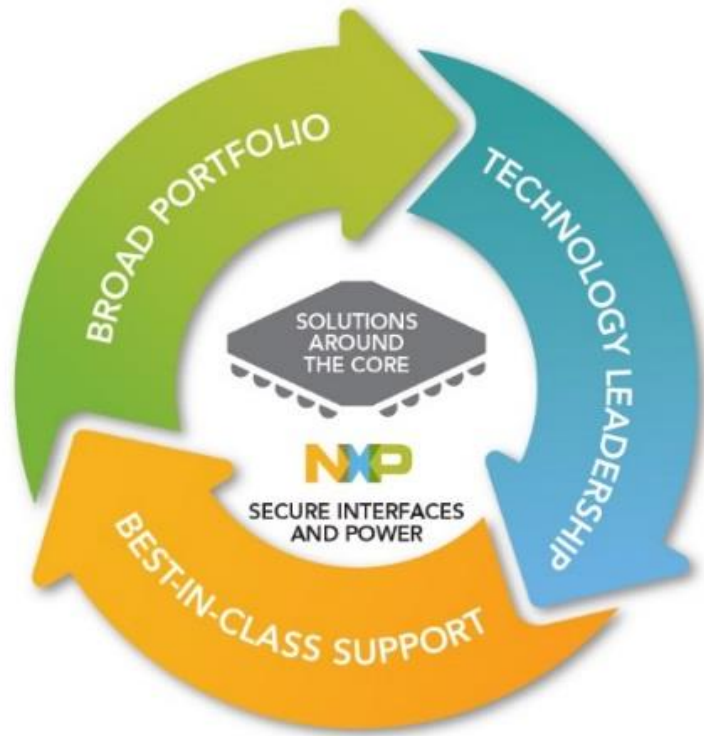 BROAD PORTFOLIO
TECHNOLOGY LEADERSHIP
SOLUTIONS
AROUND
THE CORE
NXP
SECURE INTERFACES
AND POWER
BEST-IN-CLASS SUPPORT